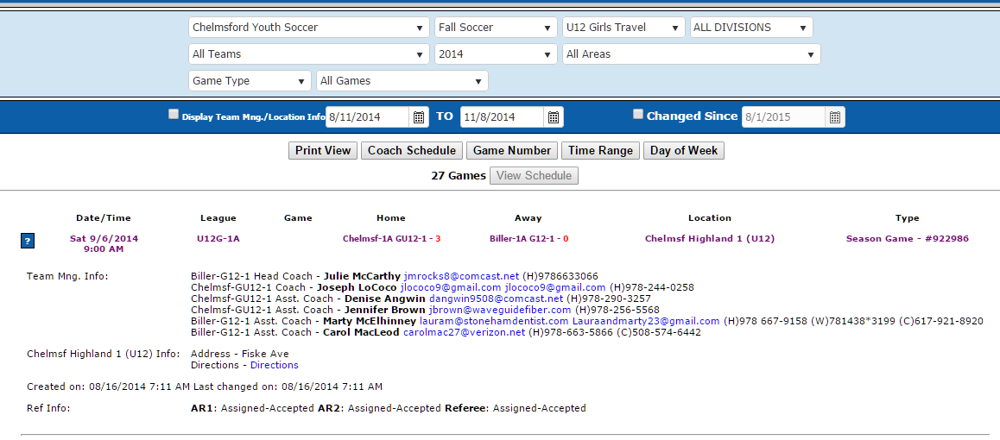 Chelmsford Youth Soccer Fall Soccer U12 Girls Travel ALL DIVISIONS
All Teams 2014 All Areas
Game Type All Games
Display Team Mng./Location Info 8/11/2014 TO 11/8/2014 Changed Since 8/1/2015
Print View Coach Schedule Game Number Time Range Day of Week
27 Games View Schedule
Date/Time League Game Home Away Location Type
? Sat 9/6/2014 U12G-1A Chelmsf-1A GU12-1 - 3 Biller-1A G12-1 - 0 Chelmsf Highland 1 (U12) Season Game - #922986
9:00 AM
Team Mng. Info: Biller-G12-1 Head Coach - Julie McCarthy jmrocks8@comcast.net (H)9786633066
Chelmsf-GU12-1 Coach - Joseph LoCoco jlococo9@gmail.com jlococo9@gmail.com (H)978-244-0258
Chelmsf-GU12-1 Asst. Coach - Denise Angwin dangwin9508@comcast.net (H)978-290-3257
Chelmsf-GU12-1 Asst. Coach - Jennifer Brown jbrown@waveguidefiber.com (H)978-256-5568
Biller-G12-1 Asst. Coach - Marty McElhinney lauram@stonehamdentist.com Lauraandmarty23@gmail.com (H)978 667-9158 (W)781438*3199 (C)617-921-8920
Biller-G12-1 Asst. Coach - Carol MacLeod carolmac27@verizon.net (H)978-663-5866 (C)508-574-6442
Chelmsf Highland 1 (U12) Info: Address - Fiske Ave
Directions - Directions
Created on: 08/16/2014 7:11 AM Last changed on: 08/16/2014 7:11 AM
Ref Info: AR1: Assigned-Accepted AR2: Assigned-Accepted Referee: Assigned-Accepted